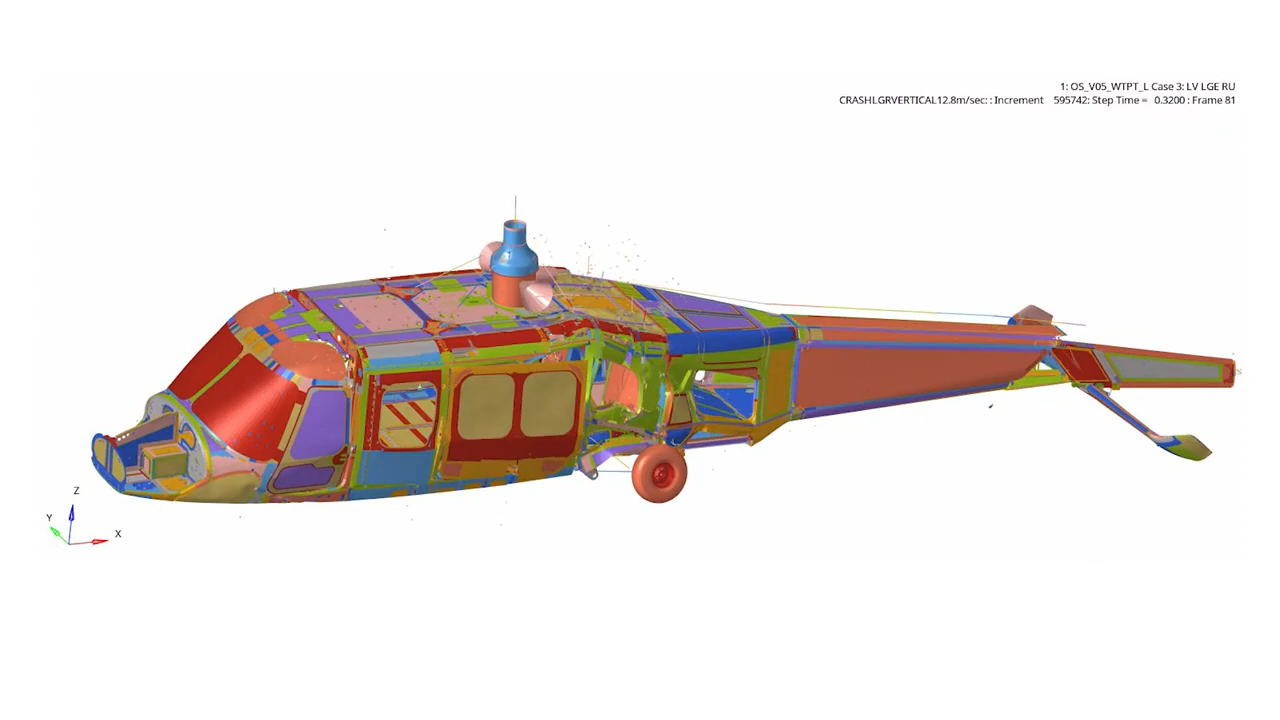 1: OS_V05_WTPT_L Case 3: LV LGE RU
CRASHLGRVERTICAL12.8m/sec: : Increment 595742: Step Time = 0.3200 : Frame 81
Z
Y
X